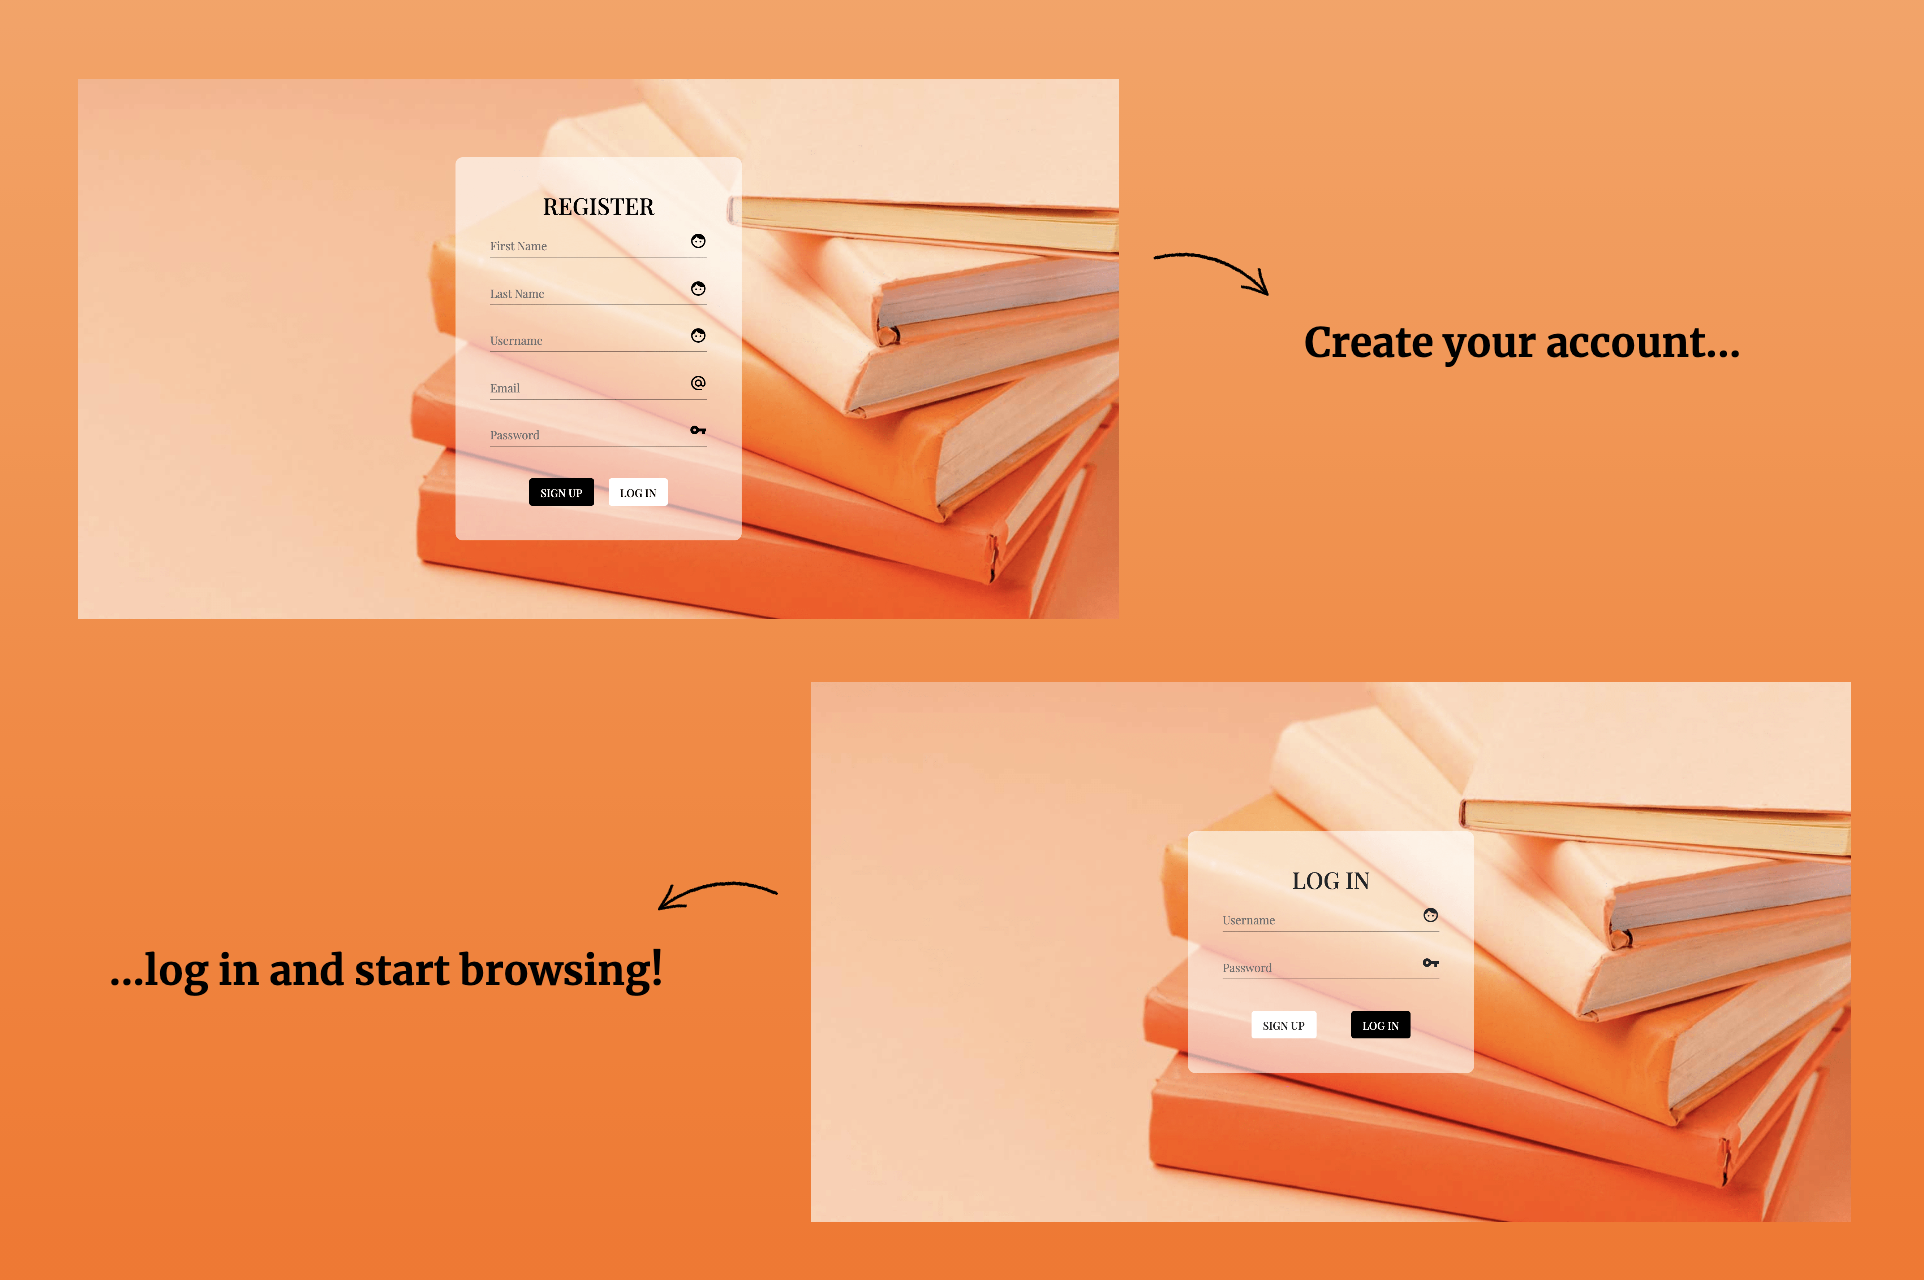 REGISTER
First Name
Last Name
Username
Email
Password
SIGN UP LOG IN
Create your account...
LOG IN
Username
Password
SIGN UP LOG IN
...log in and start browsing!